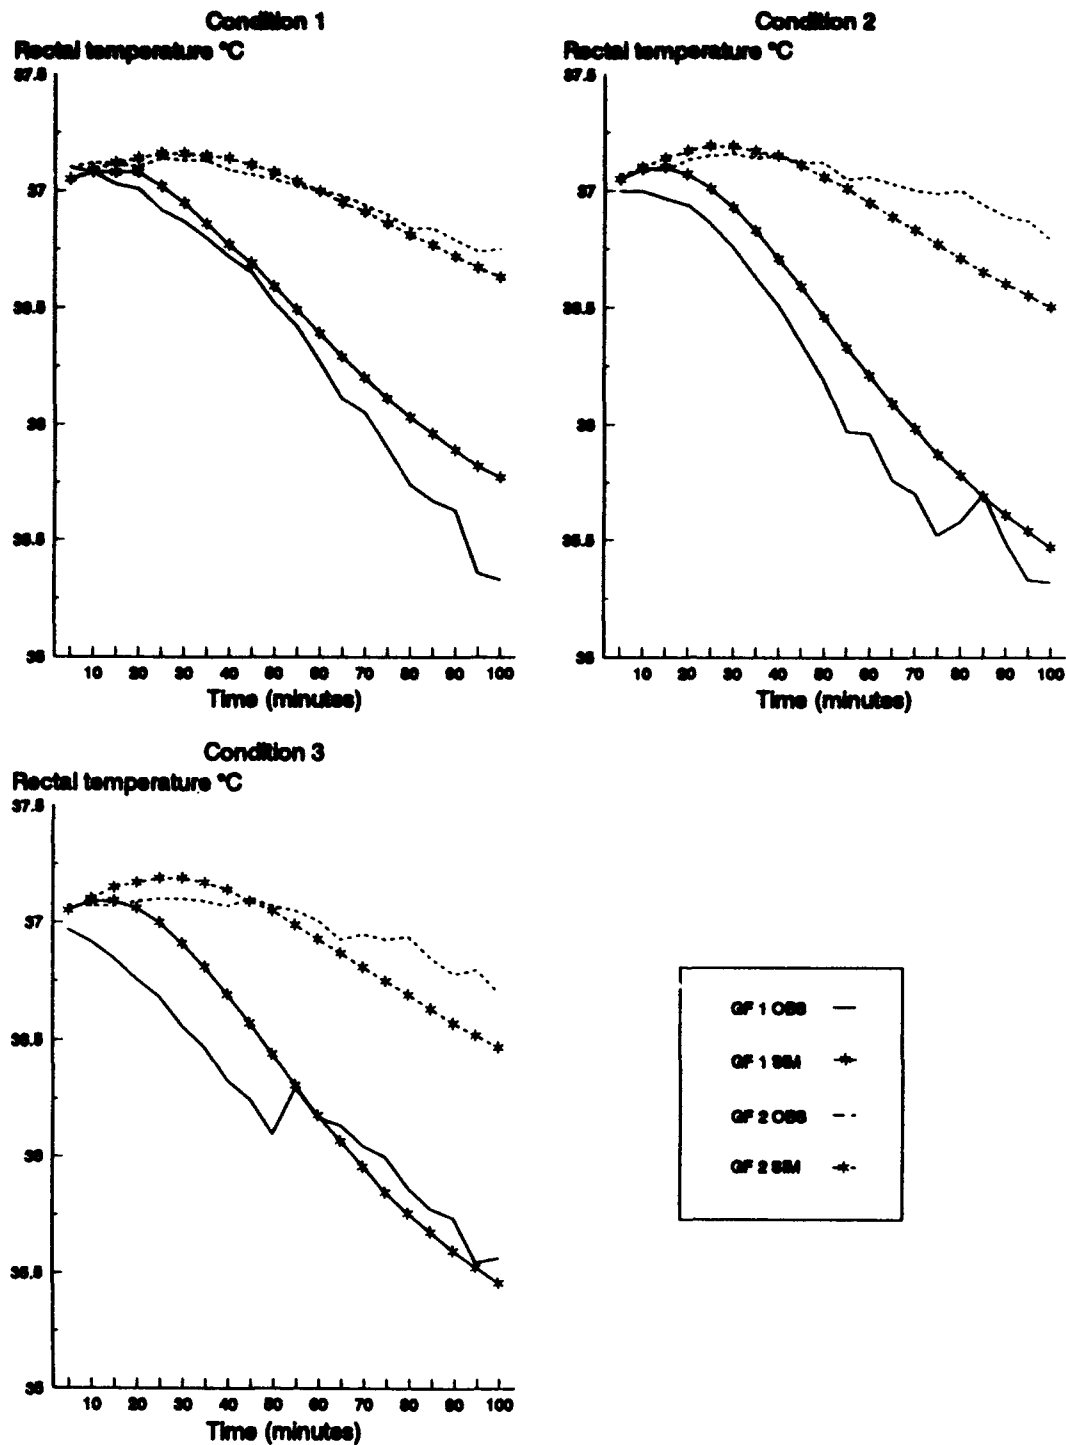 Condition 1
Rectal temperature °C
37.5
37
36.5
36
35.5
35
10 20 30 40 50 60 70 80 90 100
Time (minutes)
Condition 2
Rectal temperature °C
37.5
37
36.5
36
35.5
35
10 20 30 40 50 60 70 80 90 100
Time (minutes)
Condition 3
Rectal temperature °C
37.5
37
36.5
36
35.5
35
10 20 30 40 50 60 70 80 90 100
Time (minutes)
GF 1 OBS
GF 1 SIM
GF 2 OBS
GF 2 SIM